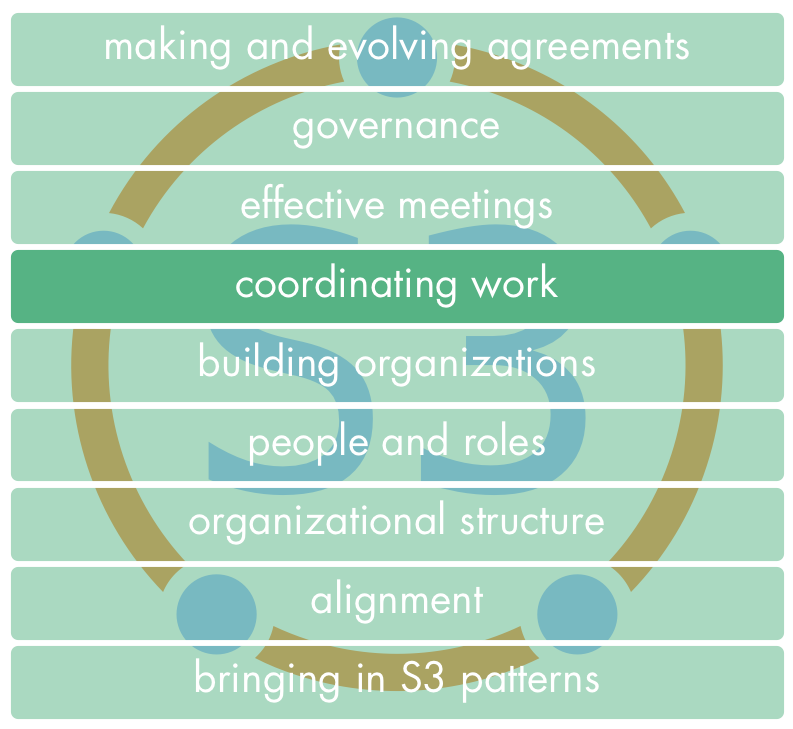 making and evolving agreements
governance
effective meetings
coordinating work
S3
building organizations
people and roles
organizational structure
alignment
bringing in S3 patterns